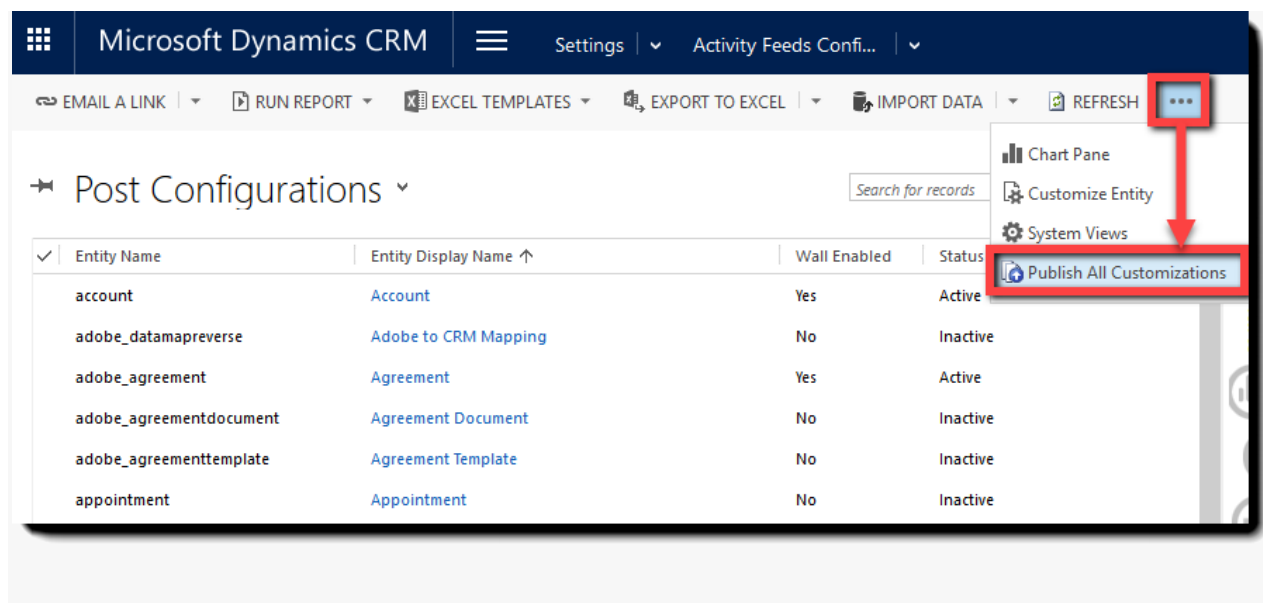 Microsoft Dynamics CRM Settings Activity Feeds Confi...
EMAIL A LINK RUN REPORT EXCEL TEMPLATES EXPORT TO EXCEL IMPORT DATA REFRESH ...
Chart Pane
Post Configurations Search for records Customize Entity
System Views
Entity Name Entity Display Name Wall Enabled Status
Publish All Customizations
account Account Yes Active
adobe_datamapreverse Adobe to CRM Mapping No Inactive
adobe_agreement Agreement Yes Active
adobe_agreementdocument Agreement Document No Inactive
adobe_agreementtemplate Agreement Template No Inactive
appointment Appointment No Inactive